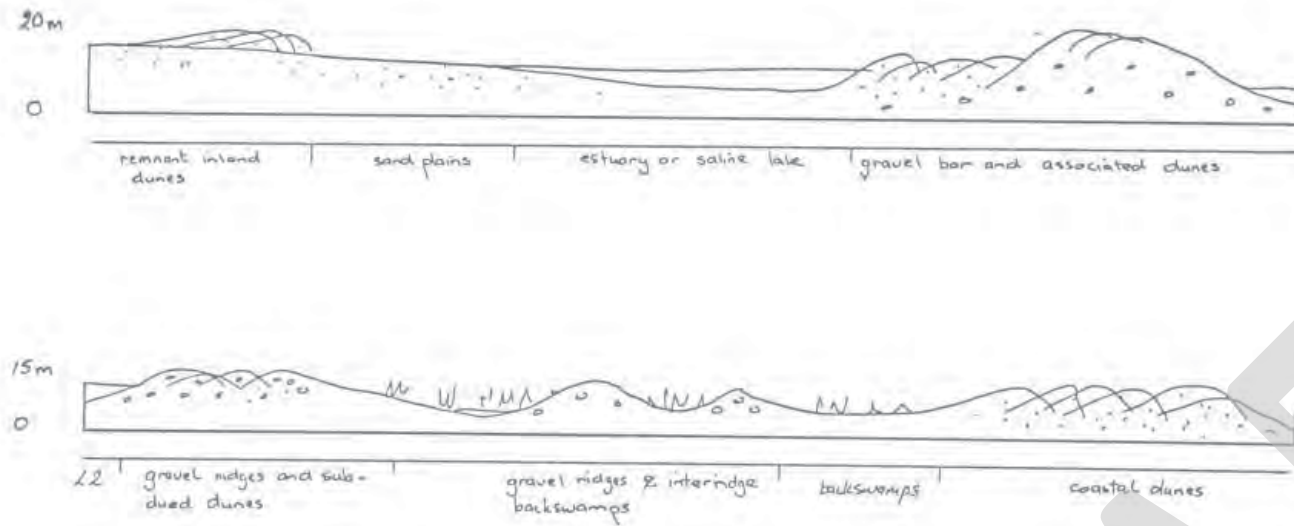 20m
0
remnant inland
dunes
sand plains
estuary or saline lake
gravel bar and associated dunes
15m
0
L2
gravel ridges and sub-
dued dunes
gravel ridges & interridge
backswamps
backswamps
coastal dunes